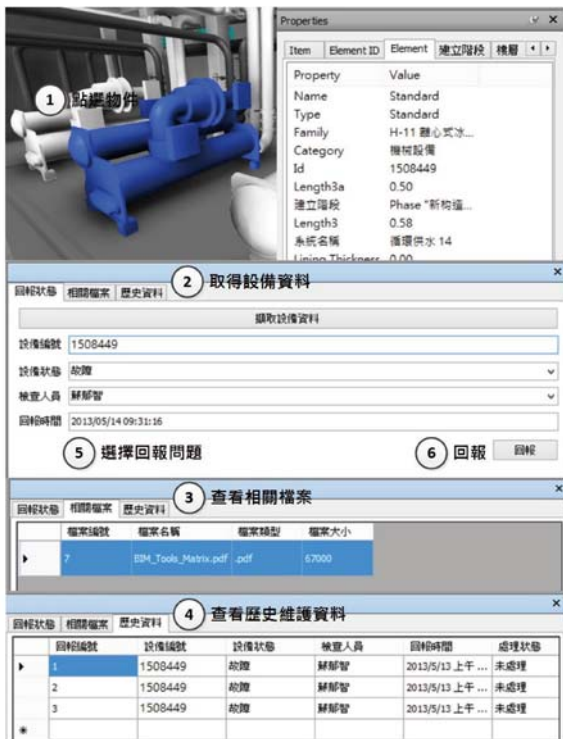 Properties
Item Element ID Element 建立階段 樓層
Property Value
Name Standard
Type Standard
Family H-11 離心式冰...
Category 機械設備
Id 1508449
Length3a 0.50
建立階段 Phase "新构造...
Length3 0.58
系統名稱 循環供水 14
Lining Thickness 0.00
1 點選物件
2 取得設備資料
回報狀態 相關檔案 歷史資料
擷取設備資料
設備編號 1508449
設備狀態 故障
檢查人員 蘇郁智
回報時間 2013/05/14 09:31:16
5 選擇回報問題
6 回報 回報
3 查看相關檔案
回報狀態 相關檔案 歷史資料
檔案編號 檔案名稱 檔案類型 檔案大小
7 BIM_Tools_Matrix.pdf .pdf 67000
4 查看歷史維護資料
回報狀態 相關檔案 歷史資料
回報編號 設備編號 設備狀態 檢查人員 回報時間 處理狀態
1 1508449 故障 蘇郁智 2013/5/13 上午 ... 未處理
2 1508449 故障 蘇郁智 2013/5/13 上午 ... 未處理
3 1508449 故障 蘇郁智 2013/5/13 上午 ... 未處理